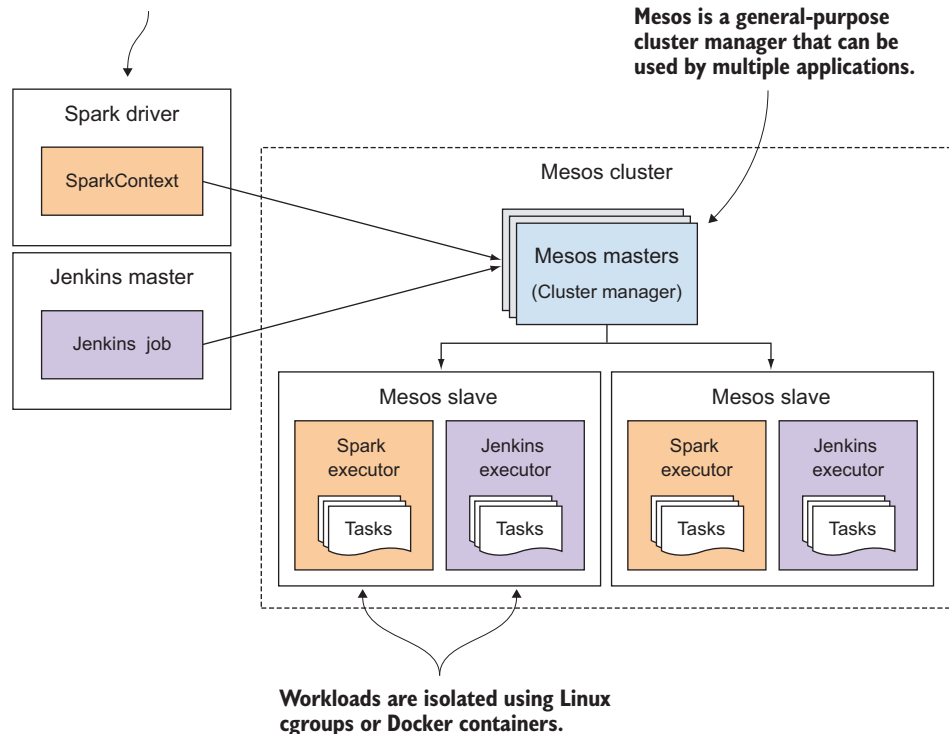 Mesos is a general-purpose
cluster manager that can be
used by multiple applications.
Spark driver
SparkContext
Jenkins master
Jenkins job
Mesos cluster
Mesos masters
(Cluster manager)
Mesos slave
Spark
executor
Tasks
Jenkins
executor
Tasks
Mesos slave
Spark
executor
Tasks
Jenkins
executor
Tasks
Workloads are isolated using Linux
cgroups or Docker containers.